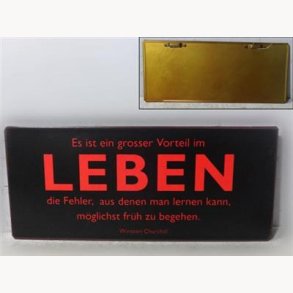 Es ist ein grosser Vorteil im
LEBEN
die Fehler, aus denen man lernen kann,
möglichst früh zu begehen.
Winston Churchill